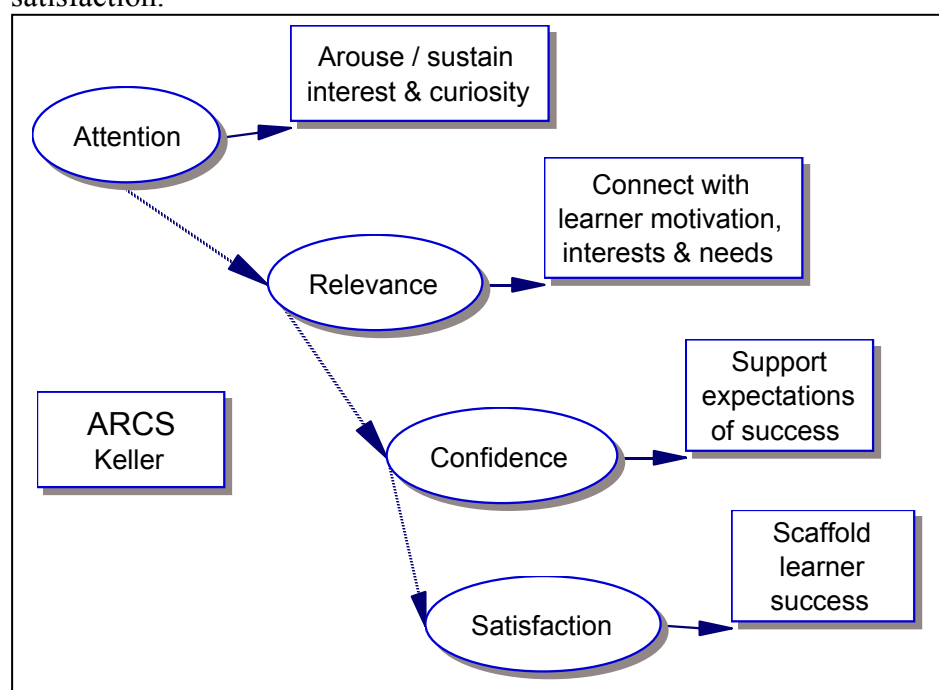 satisfaction.
Arouse / sustain
interest & curiosity
Attention
Connect with
learner motivation,
interests & needs
Relevance
Support
expectations
of success
ARCS
Keller
Confidence
Scaffold
learner
success
Satisfaction